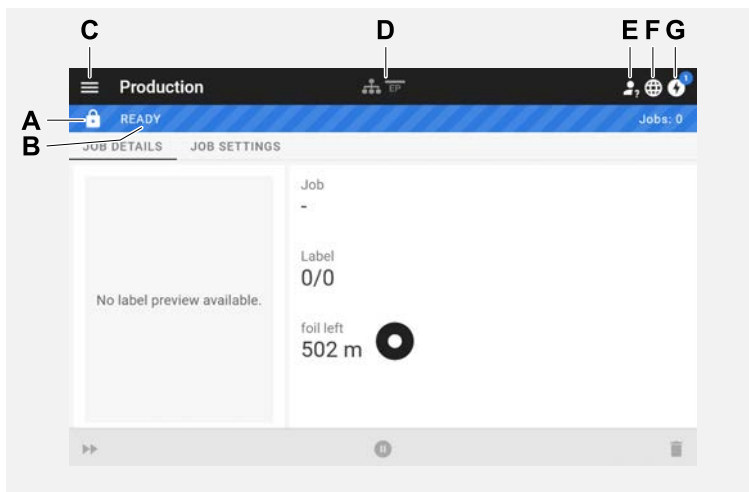 C D E F G
Production EP 1
A READY Jobs: 0
B
JOB DETAILS JOB SETTINGS
Job
-
Label
0/0
No label preview available.
foil left
502 m